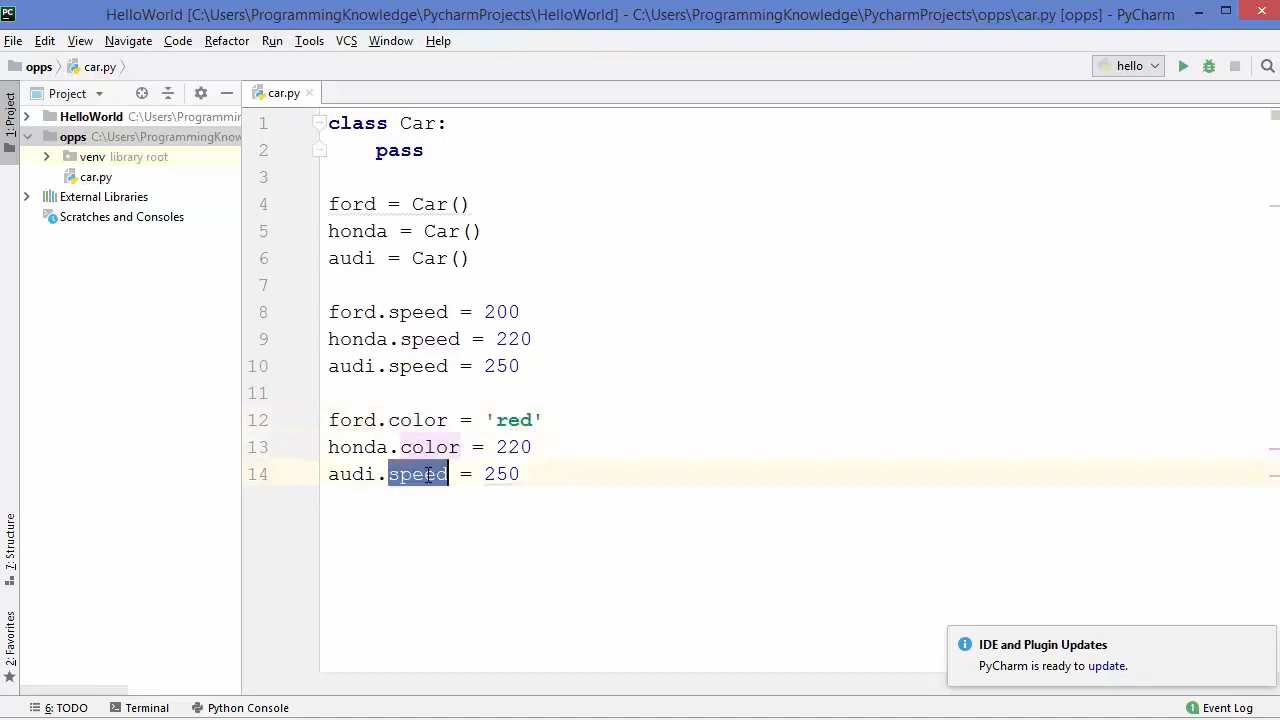 PC HelloWorld [C:\Users\ProgrammingKnowledge\PycharmProjects\HelloWorld] - C:\Users\ProgrammingKnowledge\PycharmProjects\opps\car.py [opps] - PyCharm
File Edit View Navigate Code Refactor Run Tools VCS Window Help
opps car.py hello
Project car.py
1: Project
HelloWorld C:\Users\Programmin
opps C:\Users\ProgrammingKnow
venv library root
car.py
External Libraries
Scratches and Consoles
1 class Car:
2 pass
3
4 ford = Car()
5 honda = Car()
6 audi = Car()
7
8 ford.speed = 200
9 honda.speed = 220
10 audi.speed = 250
11
12 ford.color = 'red'
13 honda.color = 220
14 audi.speed = 250
7: Structure
2: Favorites
IDE and Plugin Updates
PyCharm is ready to update.
6: TODO Terminal Python Console 1 Event Log